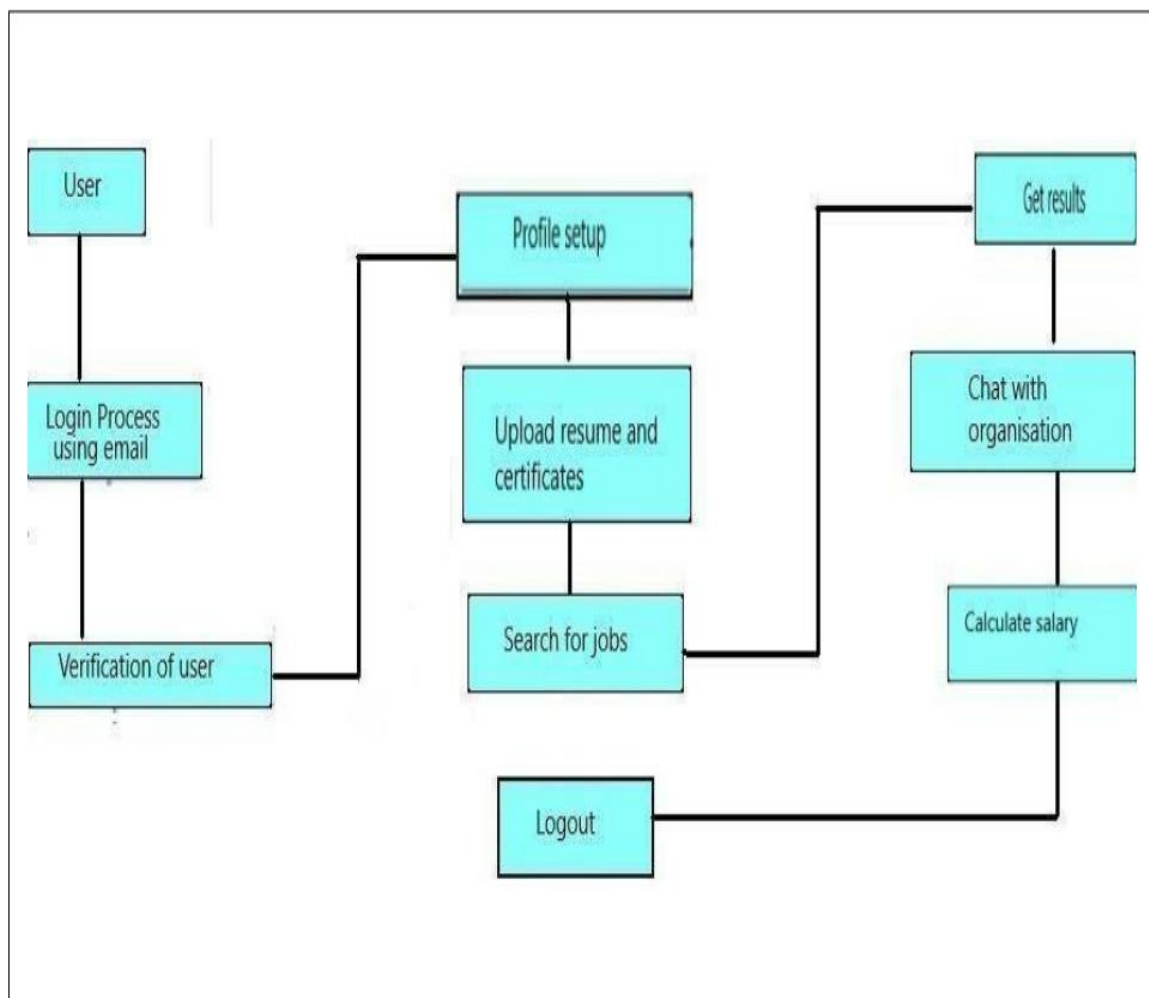 User
Login Process
using email
Verification of user
Profile setup
Upload resume and
certificates
Search for jobs
Get results
Chat with
organisation
Calculate salary
Logout